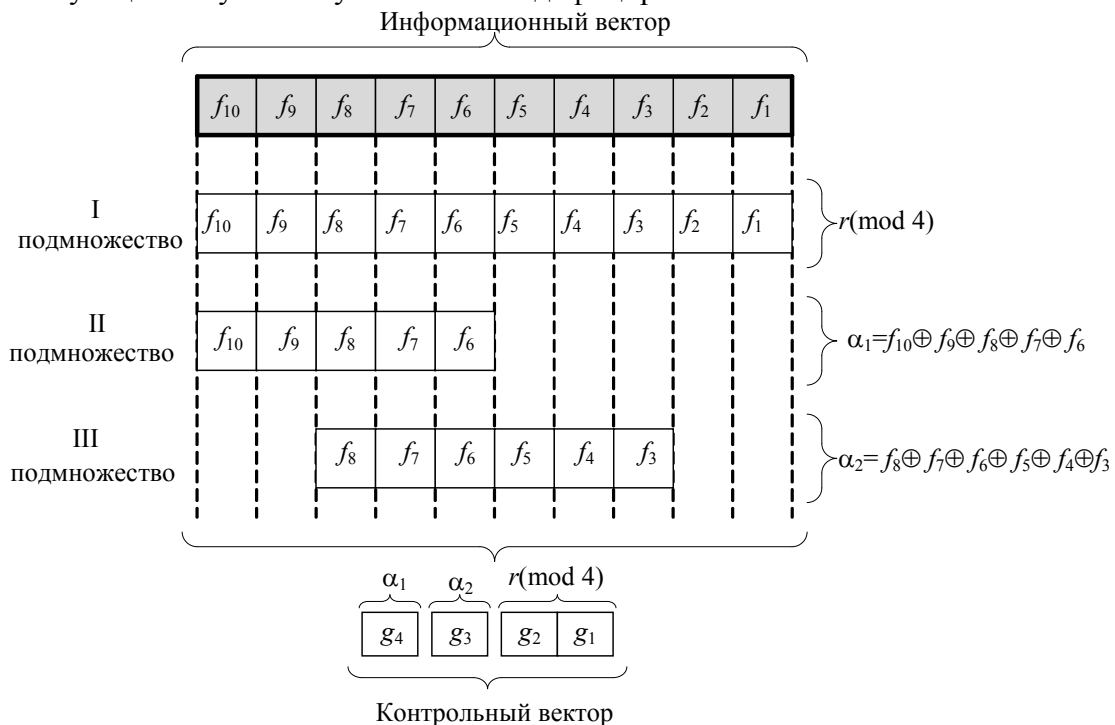 Информационный вектор
f10 f9 f8 f7 f6 f5 f4 f3 f2 f1
I
подмножество
f10 f9 f8 f7 f6 f5 f4 f3 f2 f1
r(mod 4)
II
подмножество
f10 f9 f8 f7 f6
α1=f10⊕f9⊕f8⊕f7⊕f6
III
подмножество
f8 f7 f6 f5 f4 f3
α2=f8⊕f7⊕f6⊕f5⊕f4⊕f3
α1 α2 r(mod 4)
g4 g3 g2 g1
Контрольный вектор